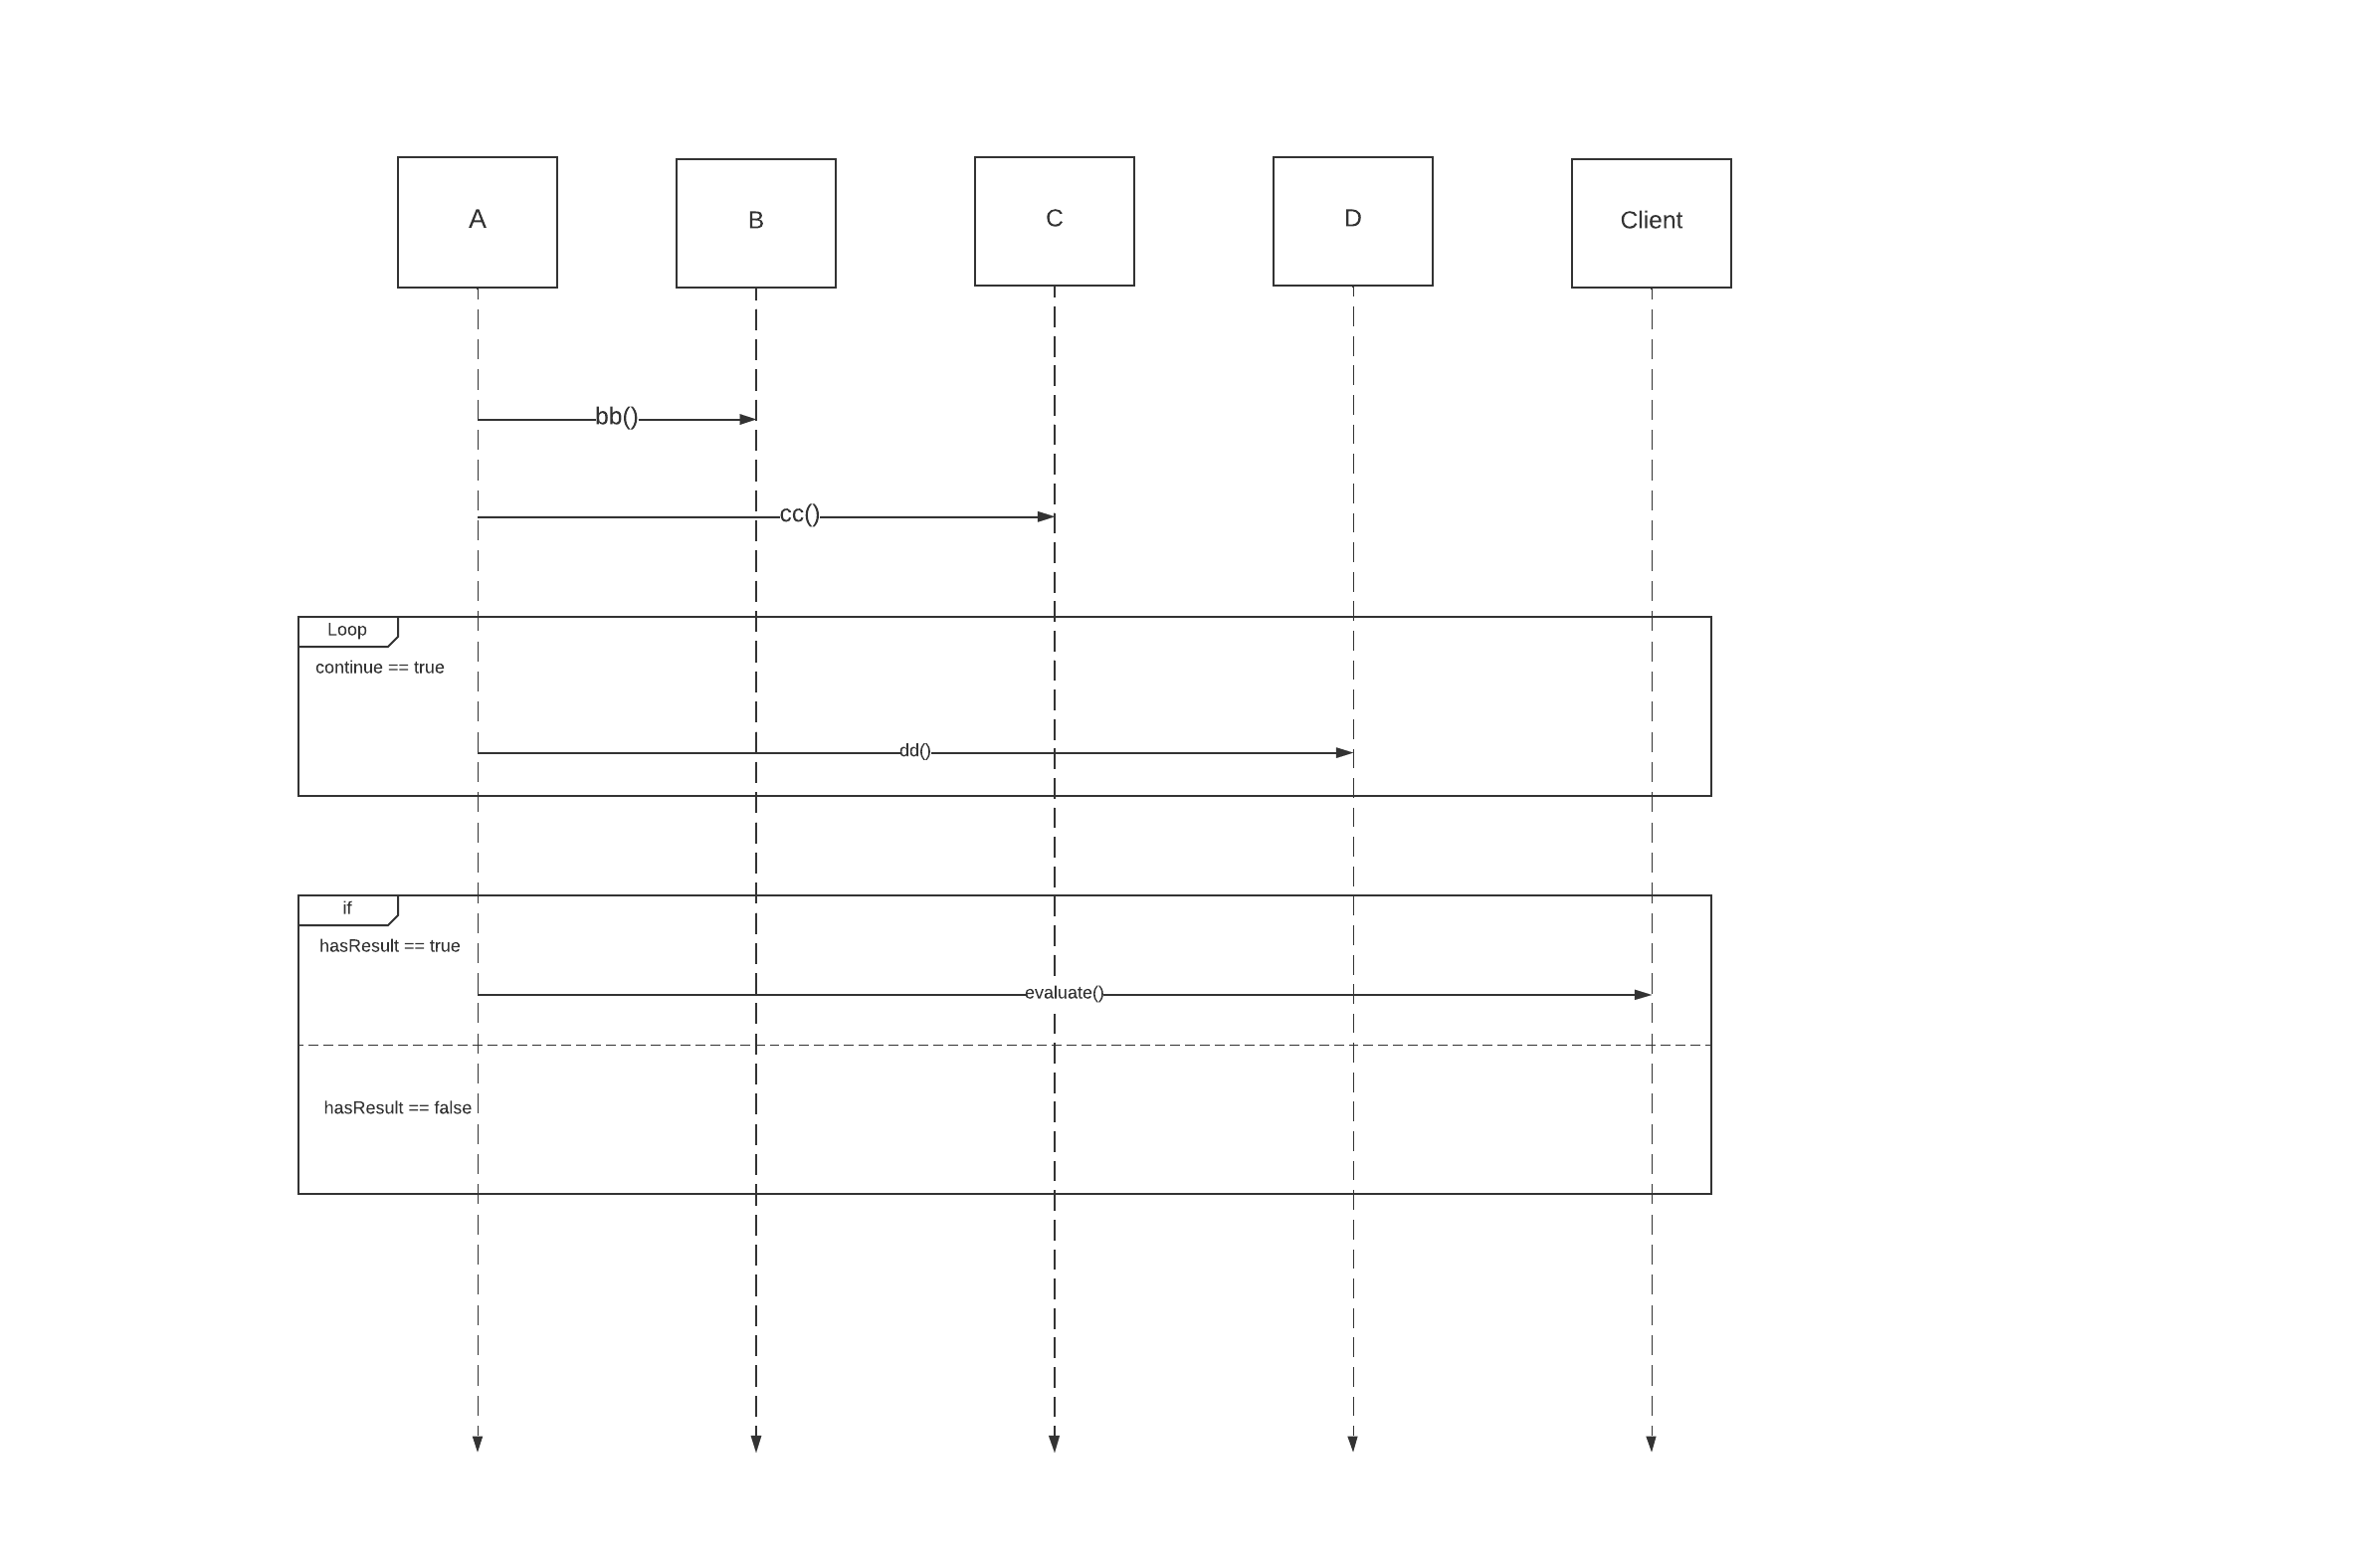 A
B
C
D
Client
bb()
cc()
Loop
continue == true
dd()
if
hasResult == true
evaluate()
hasResult == false